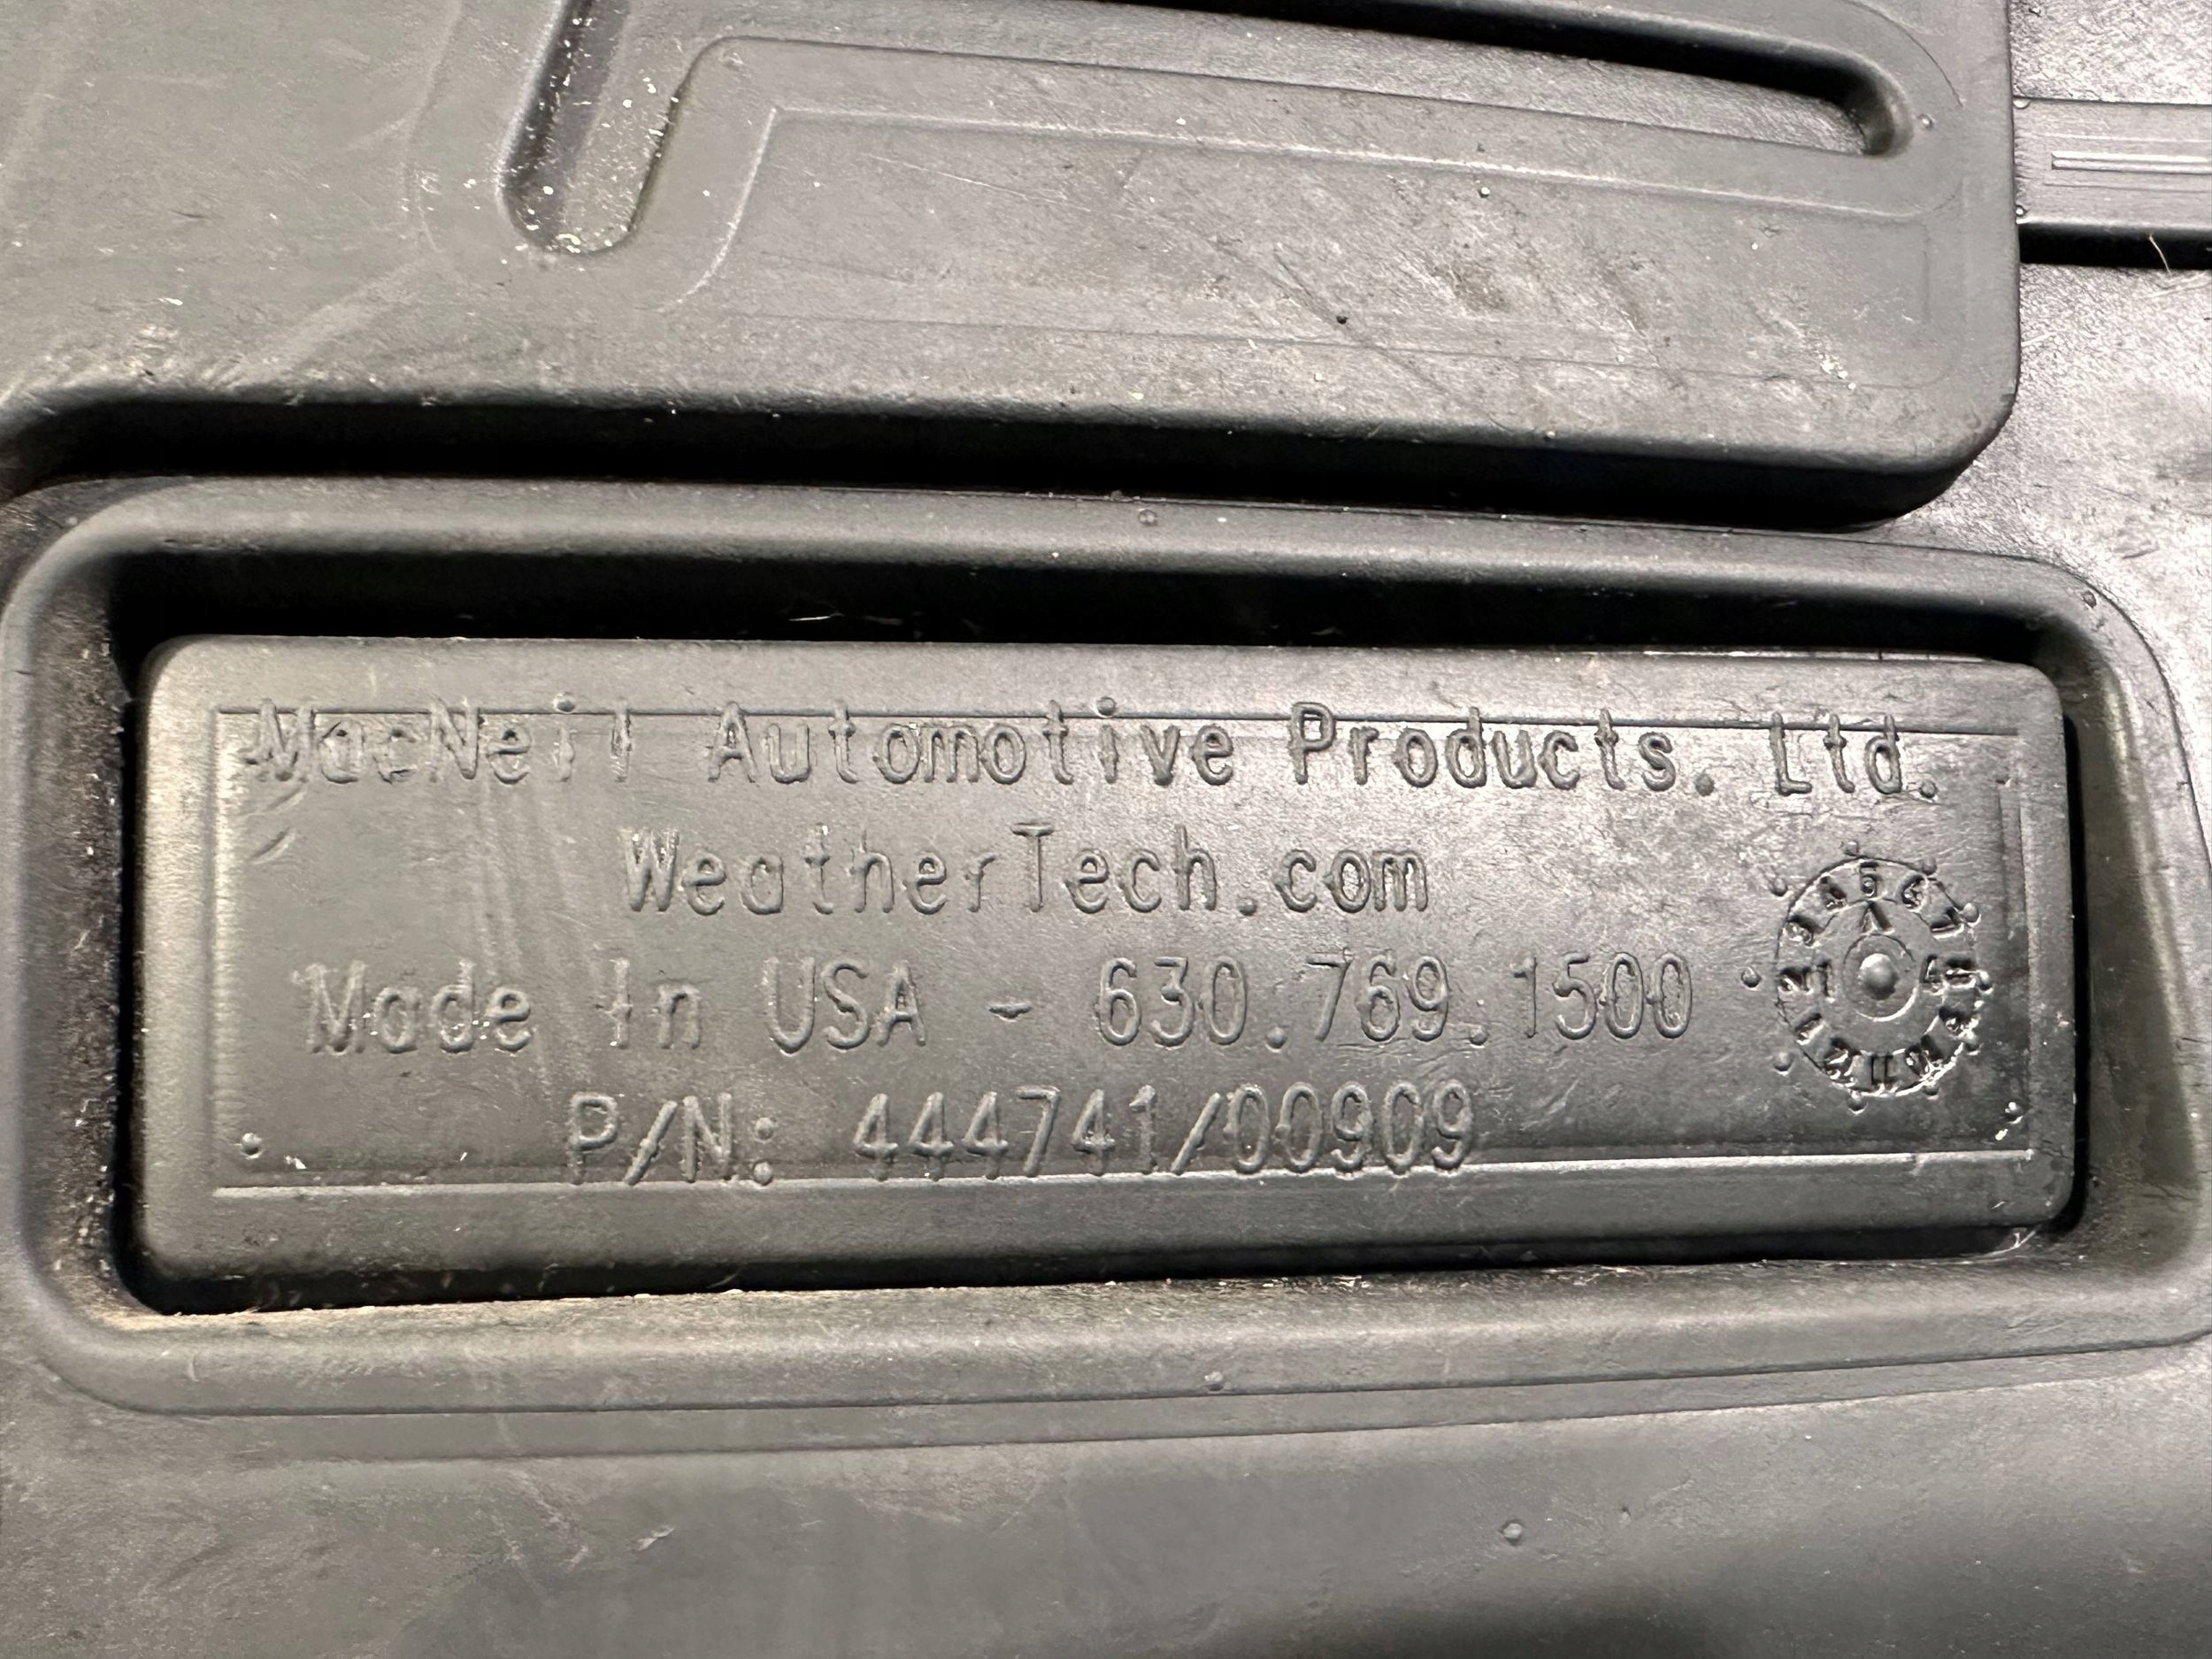 MacNeil Automotive Products. Ltd.
WeatherTech.com
Made In USA - 630.769.1500
P/N: 444741/00909